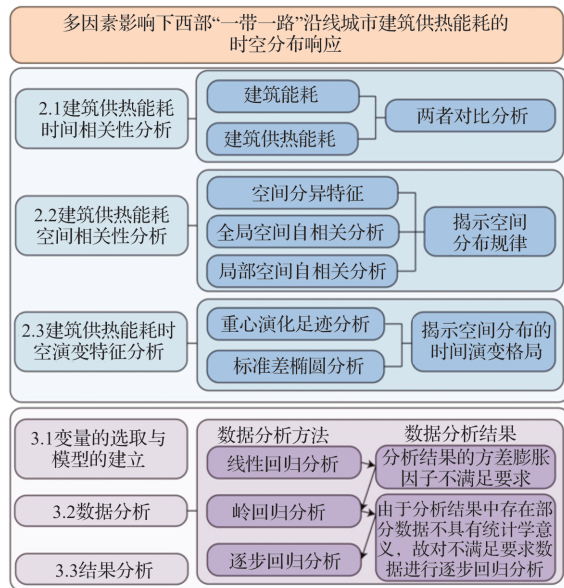 多因素影响下西部“一带一路”沿线城市建筑供热能耗的
时空分布响应
2.1建筑供热能耗
时间相关性分析
建筑能耗
建筑供热能耗
两者对比分析
2.2建筑供热能耗
空间相关性分析
空间分异特征
全局空间自相关分析
局部空间自相关分析
揭示空间
分布规律
2.3建筑供热能耗时
空演变特征分析
重心演化足迹分析
标准差椭圆分析
揭示空间分布的
时间演变格局
3.1变量的选取与
模型的建立
3.2数据分析
3.3结果分析
数据分析方法
线性回归分析
岭回归分析
逐步回归分析
数据分析结果
分析结果的方差膨胀
因子不满足要求
由于分析结果中存在部
分数据不具有统计学意
义，故对不满足要求数
据进行逐步回归分析